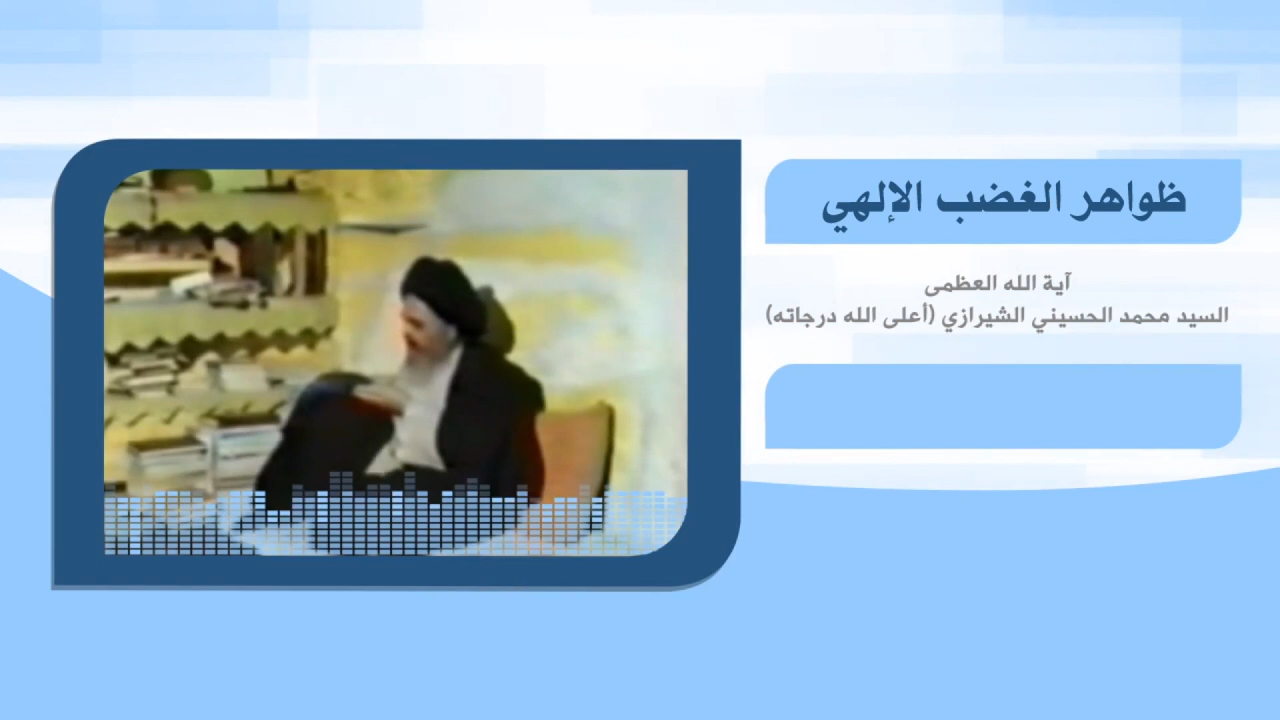 ظواهر الغضب الإلهي
آية الله العظمى
السيد محمد الحسيني الشيرازي (أعلى الله درجاته)